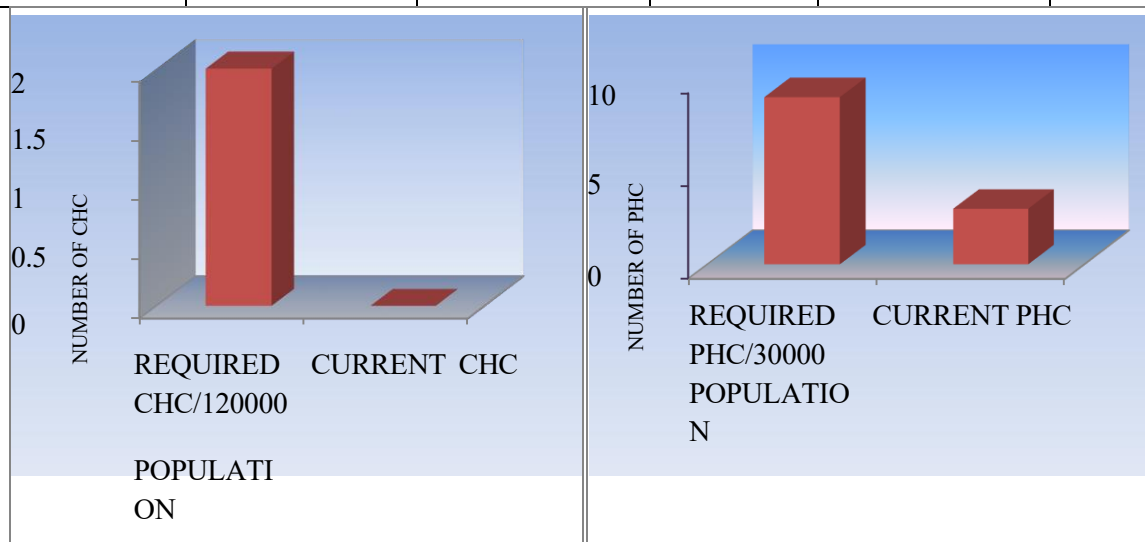 2
1.5
1
0.5
0
NUMBER OF CHC
REQUIRED CURRENT CHC
CHC/120000
POPULATI
ON
10
5
0
NUMBER OF PHC
REQUIRED CURRENT PHC
PHC/30000
POPULATIO
N